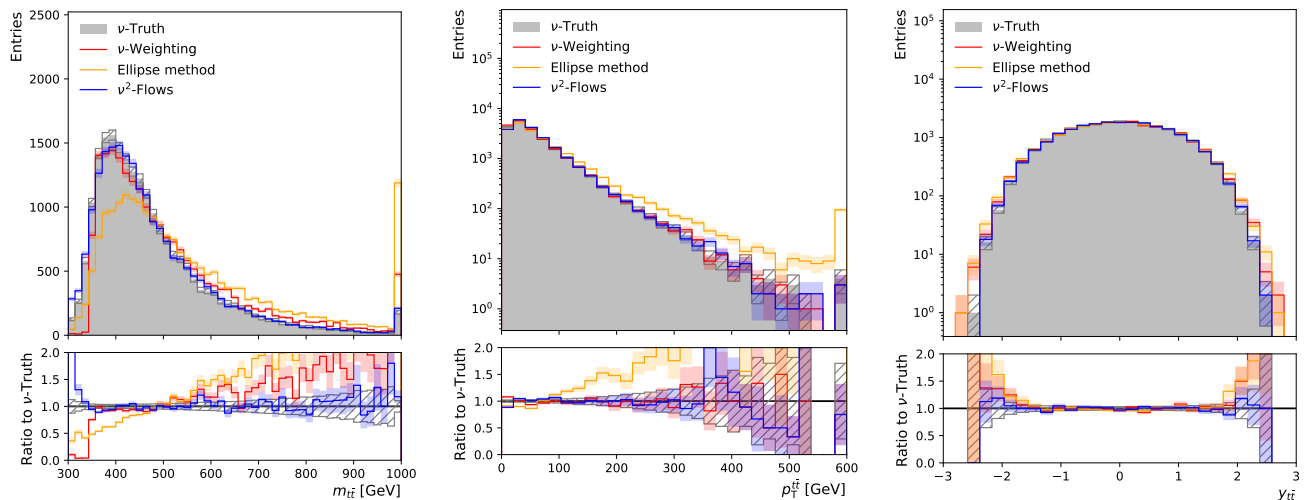 Entries
2500
2000
1500
1000
500
0
ν-Truth
ν-Weighting
Ellipse method
ν²-Flows
Ratio to ν-Truth
2.0
1.5
1.0
0.5
0.0
300 400 500 600 700 800 900 1000
m_{tt̄} [GeV]
Entries
10⁵
10⁴
10³
10²
10¹
10⁰
ν-Truth
ν-Weighting
Ellipse method
ν²-Flows
Ratio to ν-Truth
2.0
1.5
1.0
0.5
0.0
0 100 200 300 400 500 600
p_T^{tt̄} [GeV]
Entries
10⁵
10⁴
10³
10²
10¹
10⁰
ν-Truth
ν-Weighting
Ellipse method
ν²-Flows
Ratio to ν-Truth
2.0
1.5
1.0
0.5
0.0
−3 −2 −1 0 1 2 3
y_{tt̄}